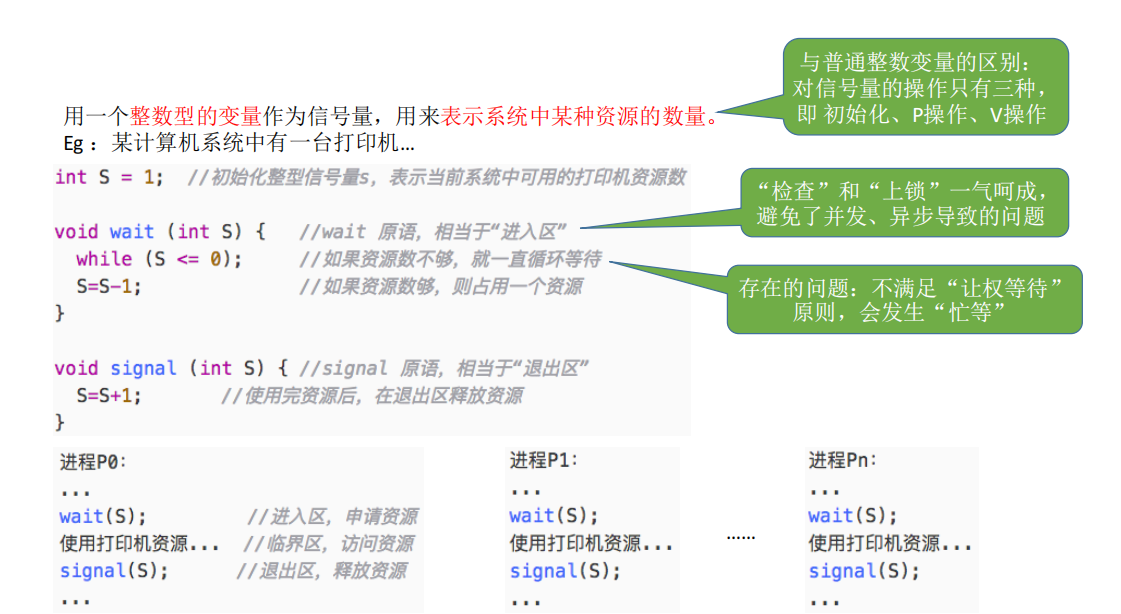 与普通整数变量的区别：
对信号量的操作只有三种，
即 初始化、P操作、V操作
用一个整数型的变量作为信号量，用来表示系统中某种资源的数量。
Eg ：某计算机系统中有一台打印机…
int S = 1;  //初始化整型信号量s，表示当前系统中可用的打印机资源数
“检查”和“上锁”一气呵成，
避免了并发、异步导致的问题
void wait (int S) {   //wait 原语，相当于“进入区”
  while (S <= 0);     //如果资源数不够，就一直循环等待
  S=S-1;              //如果资源数够，则占用一个资源
}
存在的问题：不满足“让权等待”
原则，会发生“忙等”
void signal (int S) { //signal 原语，相当于“退出区”
  S=S+1;       //使用完资源后，在退出区释放资源
}
进程P0：
...
wait(S);         //进入区，申请资源
使用打印机资源...  //临界区，访问资源
signal(S);      //退出区，释放资源
...
进程P1：
...
wait(S);
使用打印机资源...
signal(S);
...
……
进程Pn：
...
wait(S);
使用打印机资源...
signal(S);
...